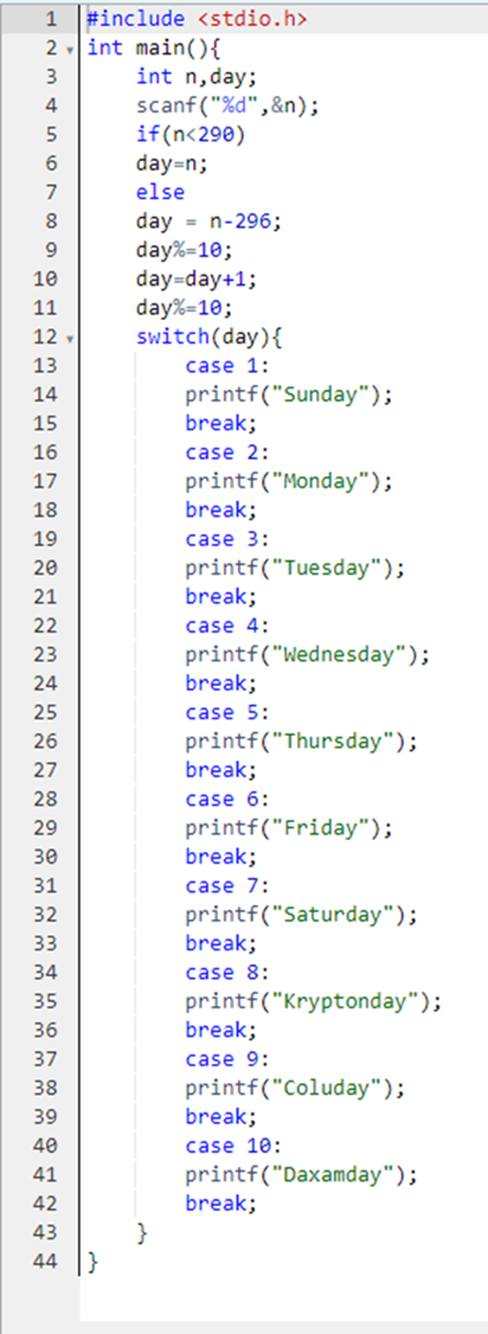 1 #include <stdio.h>
2 int main(){
3 int n,day;
4 scanf("%d",&n);
5 if(n<290)
6 day=n;
7 else
8 day = n-296;
9 day%=10;
10 day=day+1;
11 day%=10;
12 switch(day){
13 case 1:
14 printf("Sunday");
15 break;
16 case 2:
17 printf("Monday");
18 break;
19 case 3:
20 printf("Tuesday");
21 break;
22 case 4:
23 printf("Wednesday");
24 break;
25 case 5:
26 printf("Thursday");
27 break;
28 case 6:
29 printf("Friday");
30 break;
31 case 7:
32 printf("Saturday");
33 break;
34 case 8:
35 printf("Kryptonday");
36 break;
37 case 9:
38 printf("Coluday");
39 break;
40 case 10:
41 printf("Daxamday");
42 break;
43 }
44 }